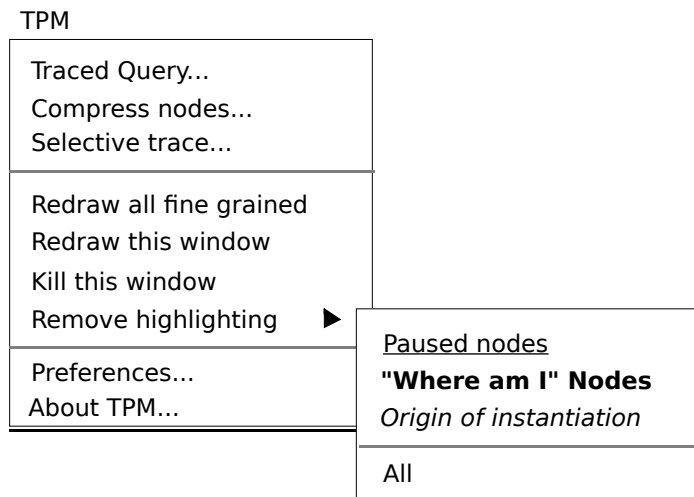 TPM
Traced Query...
Compress nodes...
Selective trace...
Redraw all fine grained
Redraw this window
Kill this window
Remove highlighting
Preferences...
About TPM...
Paused nodes
"Where am I" Nodes
Origin of instantiation
All